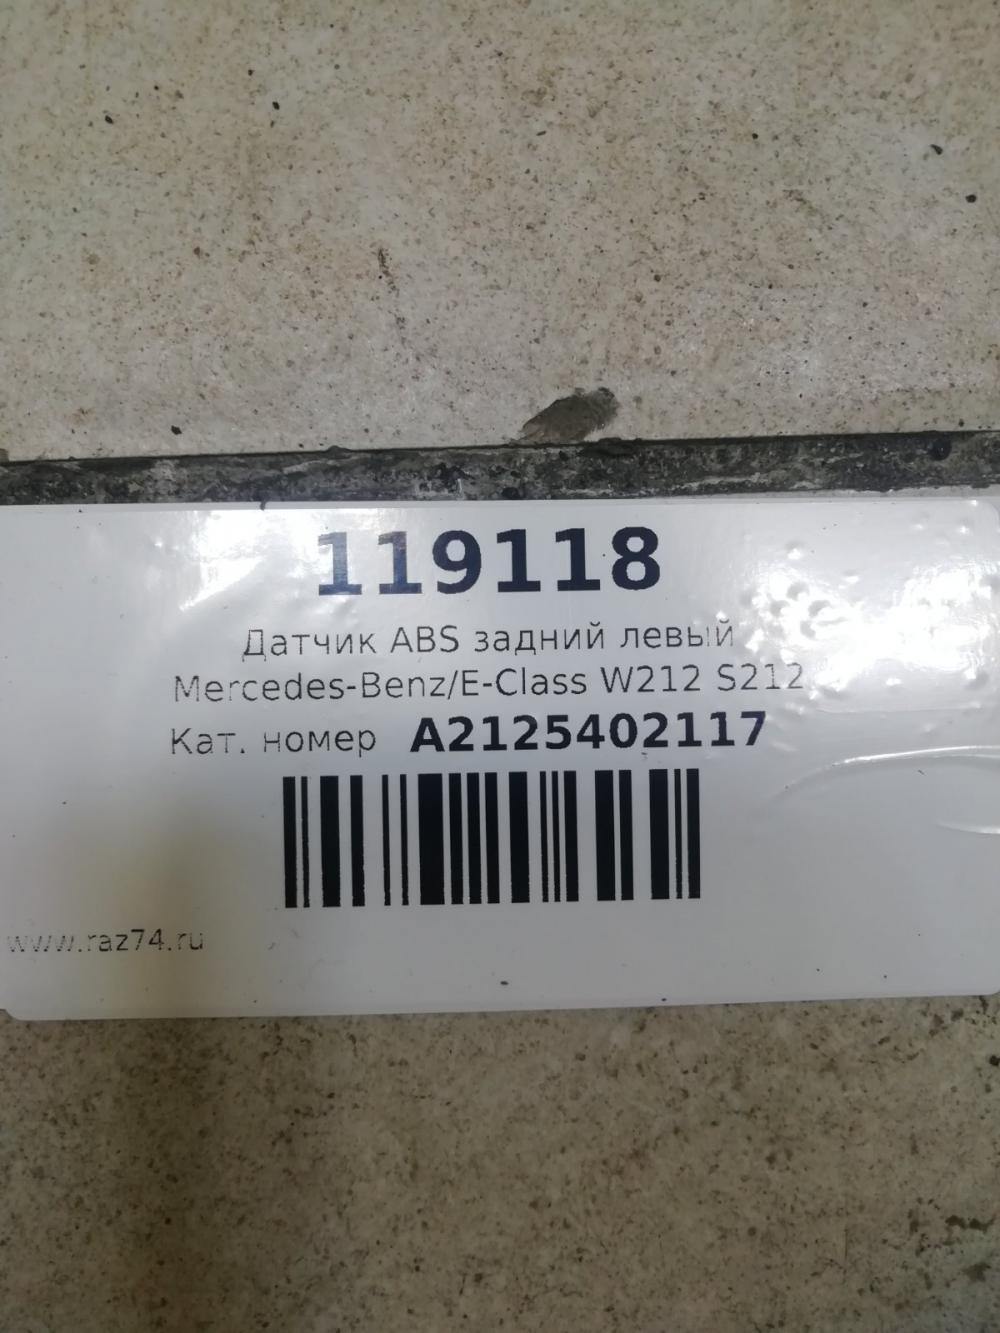 119118
Датчик ABS задний левый
Mercedes-Benz/E-Class W212 S212
Кат. номер A2125402117
www.raz74.ru